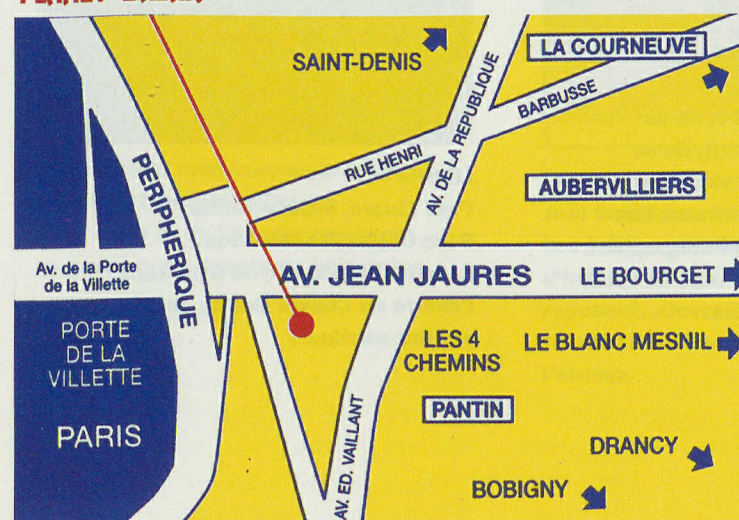 SAINT-DENIS
LA COURNEUVE
AV. DE LA REPUBLIQUE
BARBUSSE
RUE HENRI
PERIPHERIQUE
AUBERVILLIERS
Av. de la Porte
de la Villette
AV. JEAN JAURES
LE BOURGET
PORTE
DE LA
VILLETTE
LES 4
CHEMINS
LE BLANC MESNIL
PANTIN
PARIS
AV. ED. VAILLANT
DRANCY
BOBIGNY